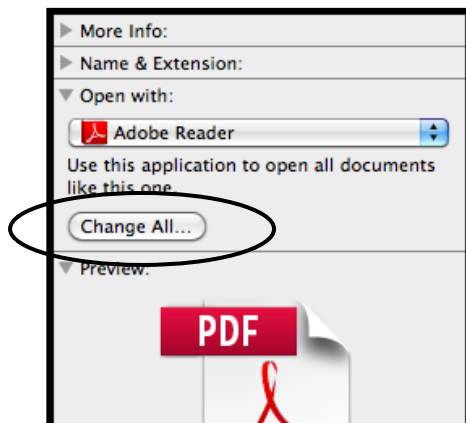 More Info:
Name & Extension:
Open with:
Adobe Reader
Use this application to open all documents
like this one.
Change All...
Preview:
PDF